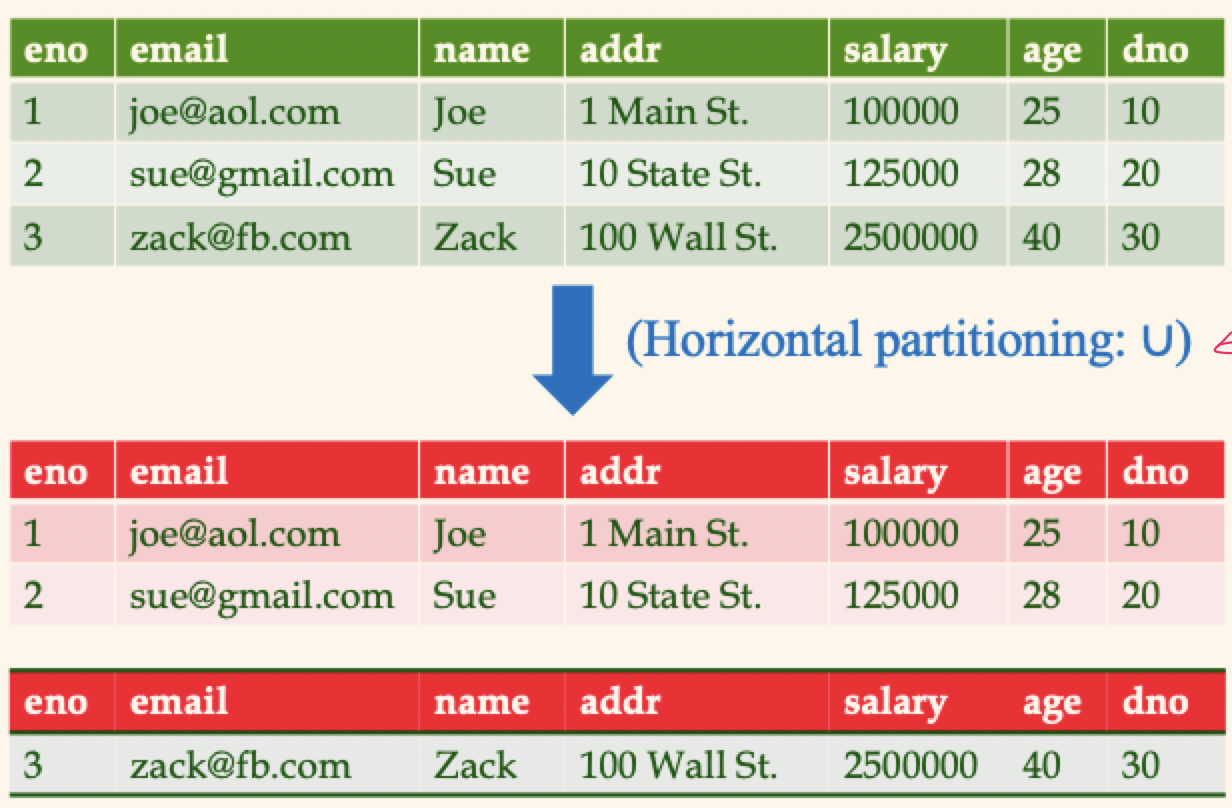 eno email name addr salary age dno
1 joe@aol.com Joe 1 Main St. 100000 25 10
2 sue@gmail.com Sue 10 State St. 125000 28 20
3 zack@fb.com Zack 100 Wall St. 2500000 40 30
(Horizontal partitioning: ∪)
eno email name addr salary age dno
1 joe@aol.com Joe 1 Main St. 100000 25 10
2 sue@gmail.com Sue 10 State St. 125000 28 20
eno email name addr salary age dno
3 zack@fb.com Zack 100 Wall St. 2500000 40 30